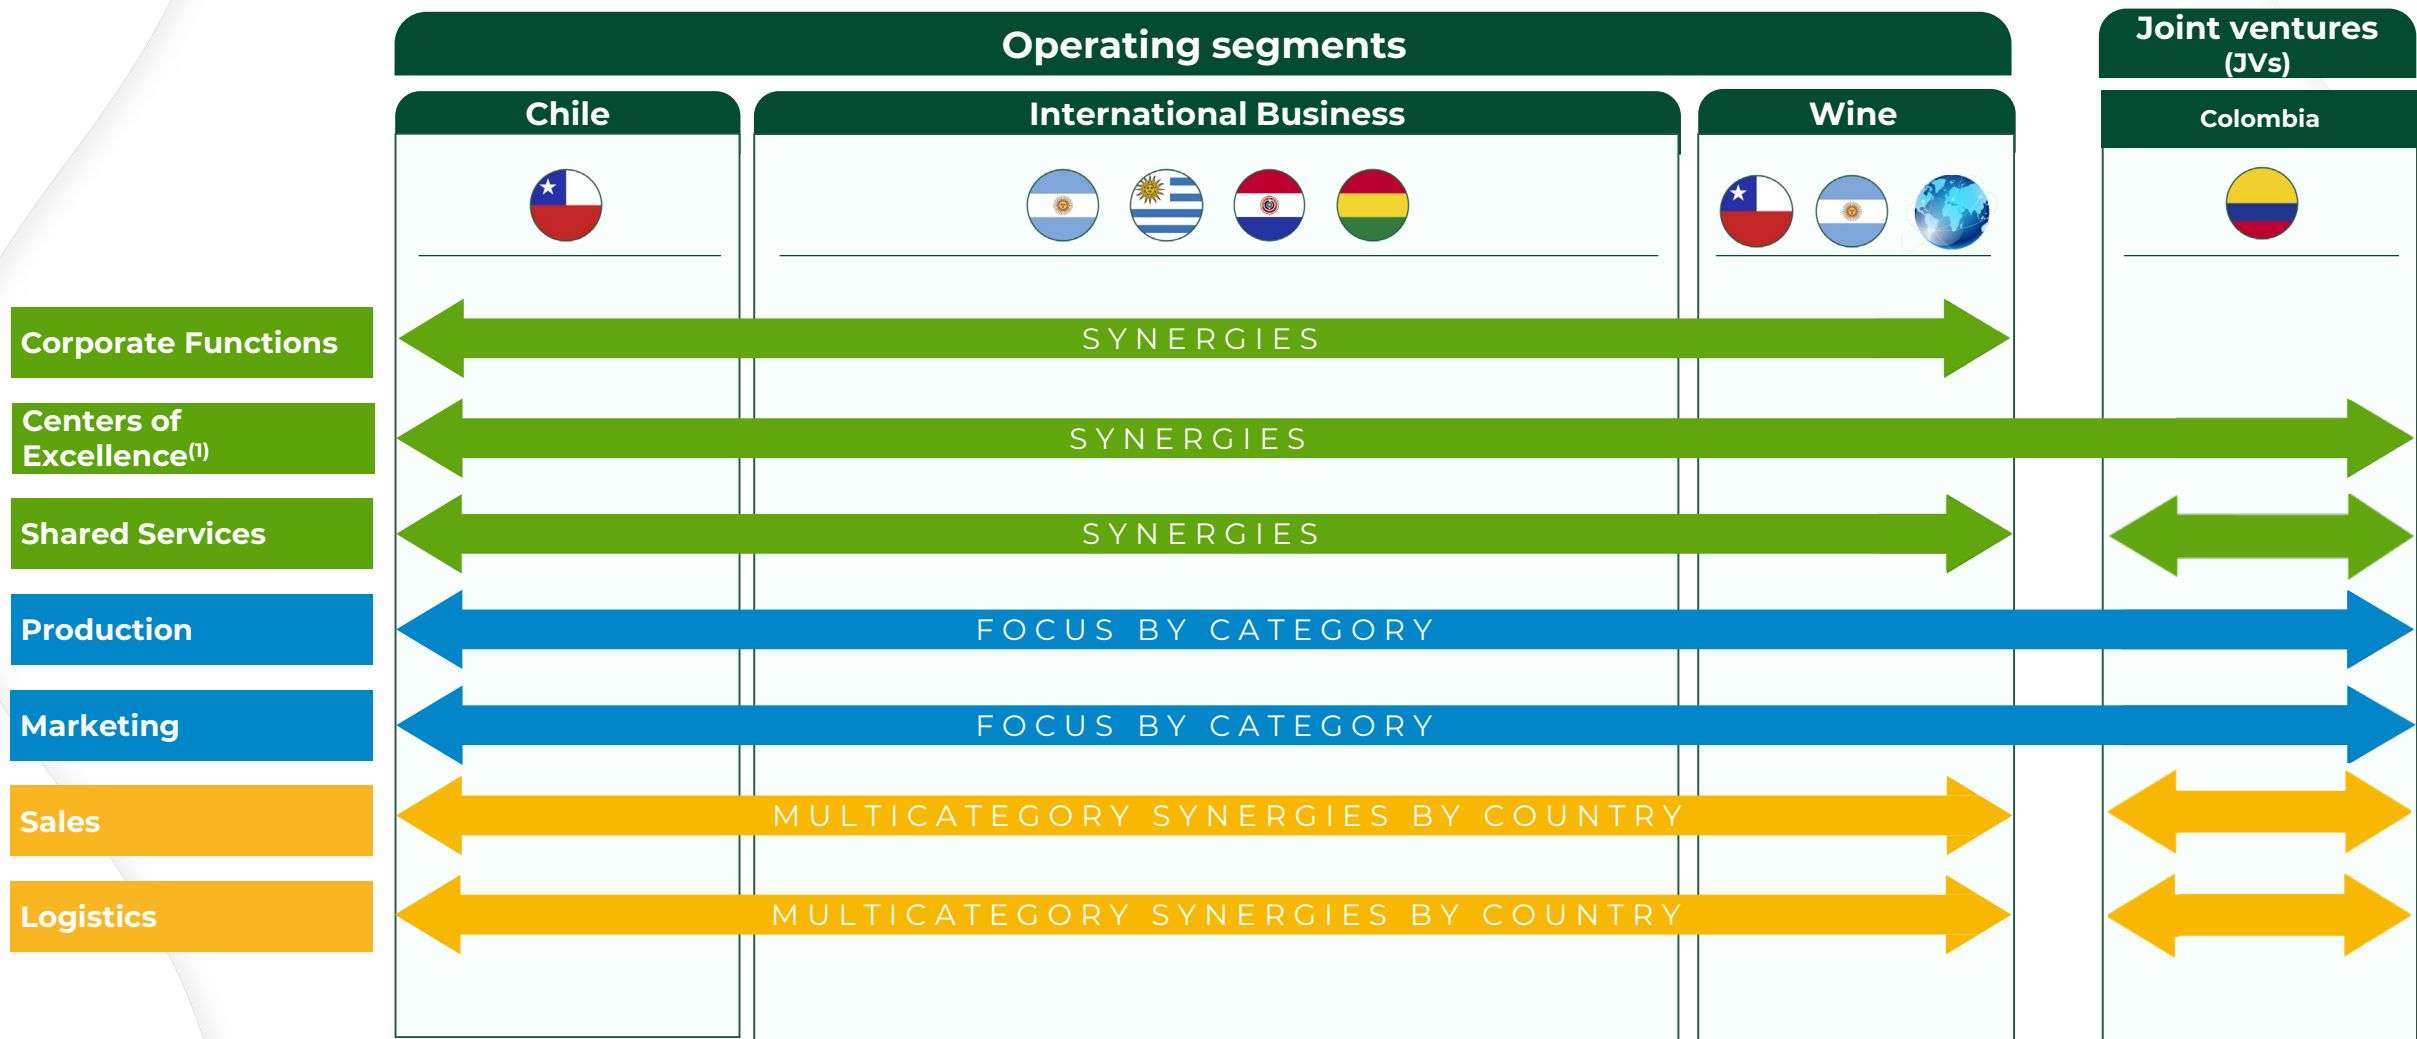 Operating segments
Joint ventures
(JVs)
Chile
International Business
Wine
Colombia
Corporate Functions
SYNERGIES
Centers of
Excellence(1)
SYNERGIES
Shared Services
SYNERGIES
Production
FOCUS BY CATEGORY
Marketing
FOCUS BY CATEGORY
Sales
MULTICATEGORY SYNERGIES BY COUNTRY
Logistics
MULTICATEGORY SYNERGIES BY COUNTRY